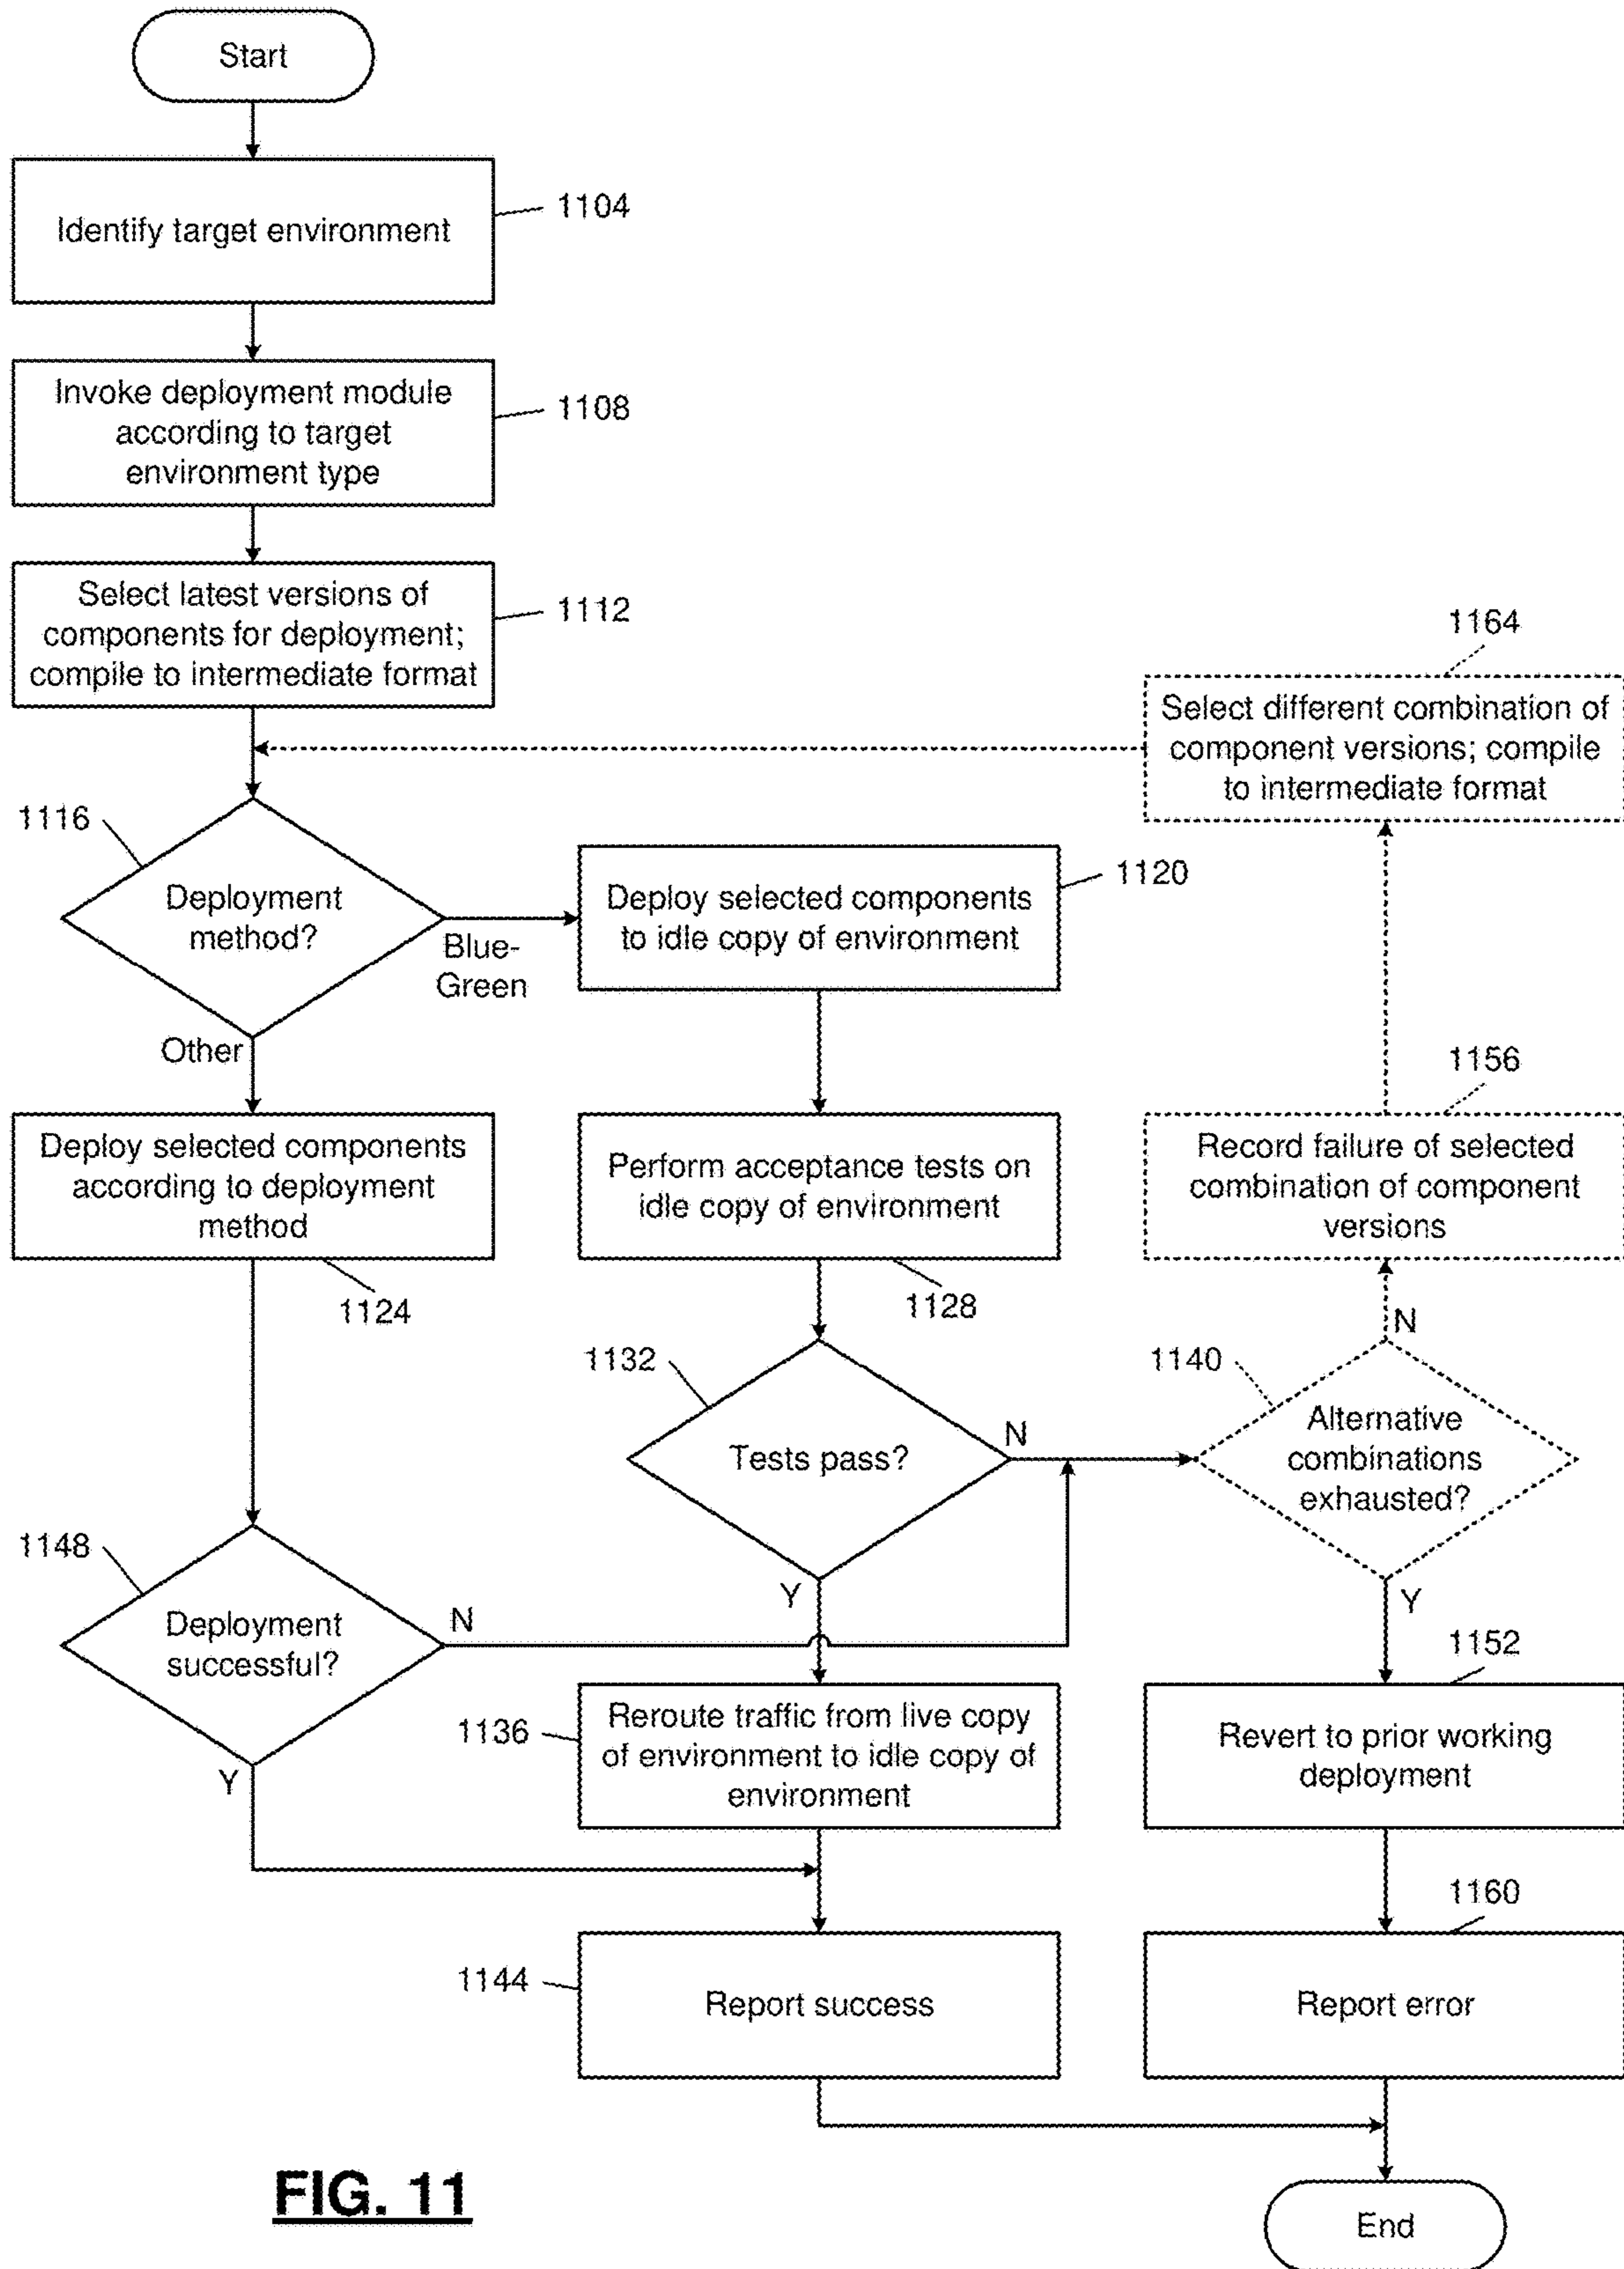 Start
Identify target environment
1104
Invoke deployment module
according to target
environment type
1108
Select latest versions of
components for deployment;
compile to intermediate format
1112
1164
Select different combination of
component versions; compile
to intermediate format
1116
Deployment
method?
Blue-
Green
Other
Deploy selected components
to idle copy of environment
1120
1156
Record failure of selected
combination of component
versions
Deploy selected components
according to deployment
method
1124
Perform acceptance tests on
idle copy of environment
1128
1132
Tests pass?
N
Y
1140
Alternative
combinations
exhausted?
N
Y
1148
Deployment
successful?
N
Y
1136
Reroute traffic from live copy
of environment to idle copy of
environment
1152
Revert to prior working
deployment
1144
Report success
1160
Report error
End
FIG. 11